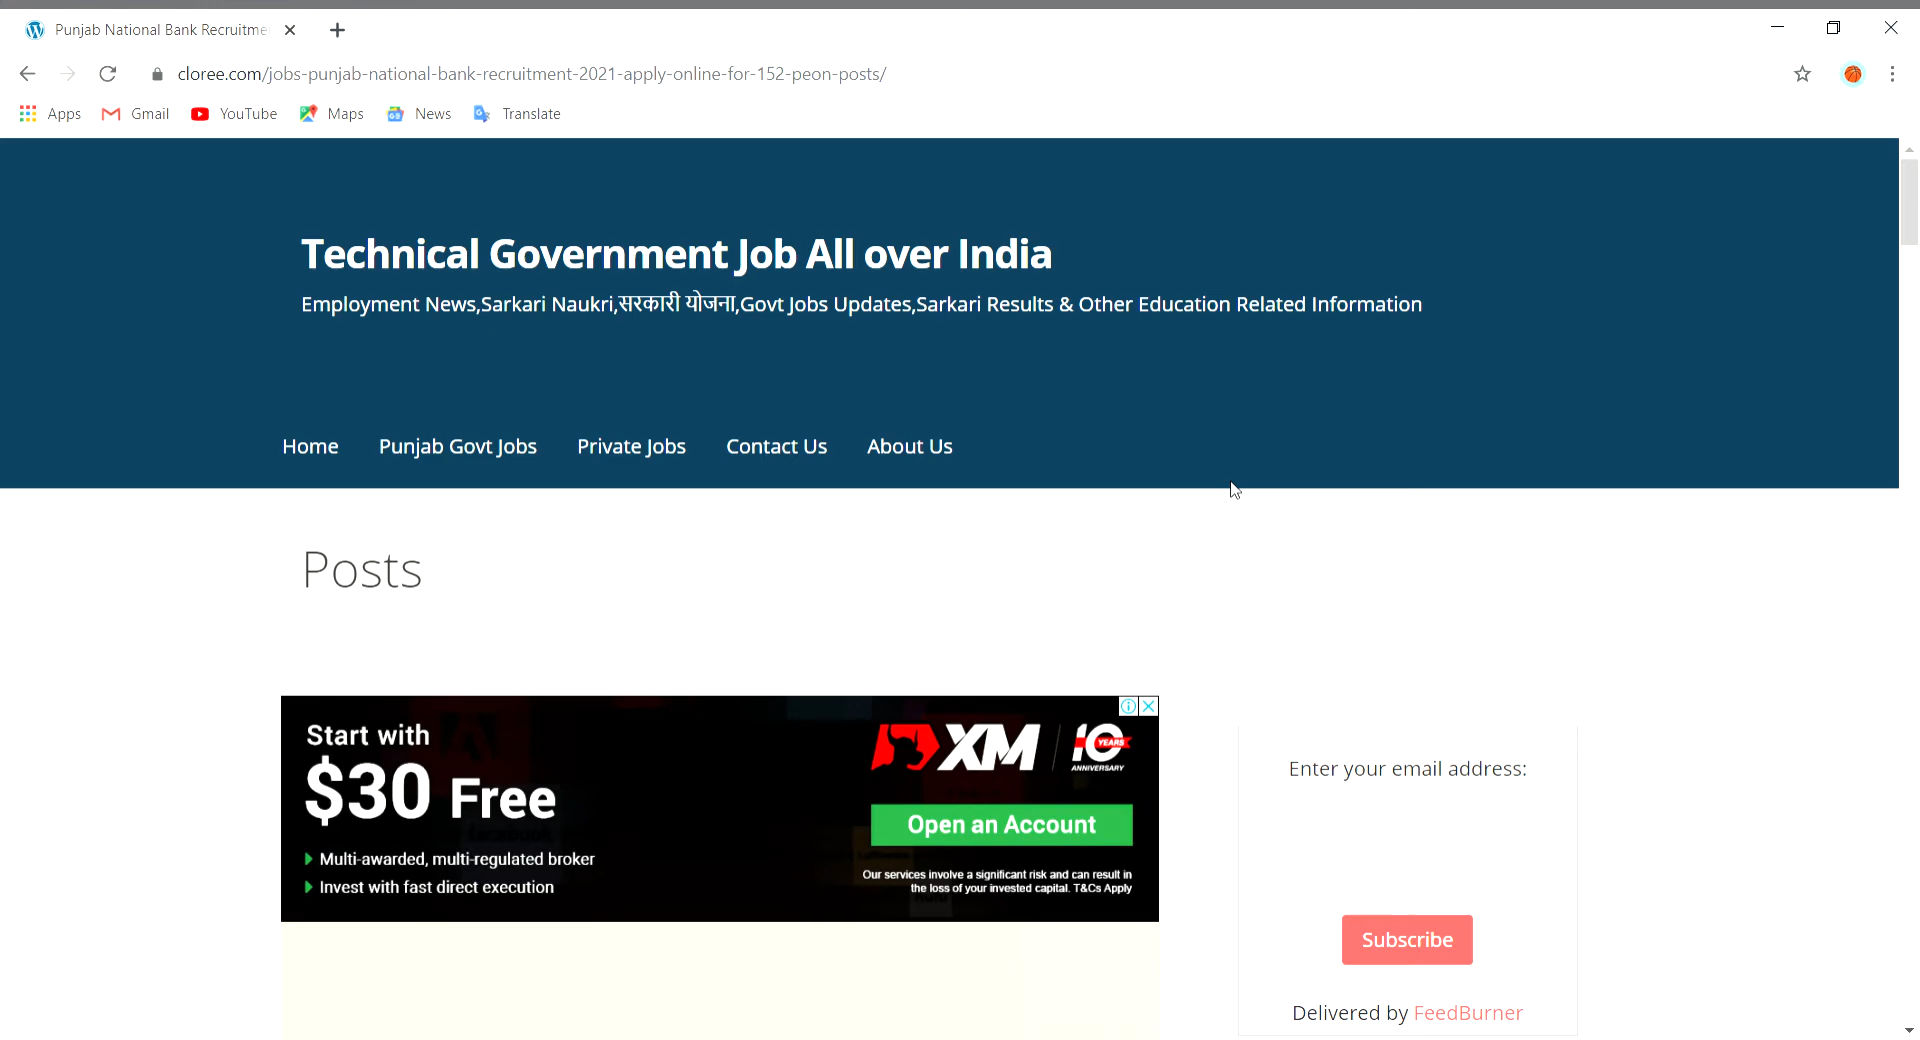 Punjab National Bank Recruitme
cloree.com/jobs-punjab-national-bank-recruitment-2021-apply-online-for-152-peon-posts/
Apps Gmail YouTube Maps News Translate
Technical Government Job All over India
Employment News,Sarkari Naukri,सरकारी योजना,Govt Jobs Updates,Sarkari Results & Other Education Related Information
Home Punjab Govt Jobs Private Jobs Contact Us About Us
Posts
Start with
$30 Free
Multi-awarded, multi-regulated broker
Invest with fast direct execution
XM 10 YEARS ANNIVERSARY
Open an Account
Our services involve a significant risk and can result in
the loss of your invested capital. T&Cs Apply
Enter your email address:
Subscribe
Delivered by FeedBurner